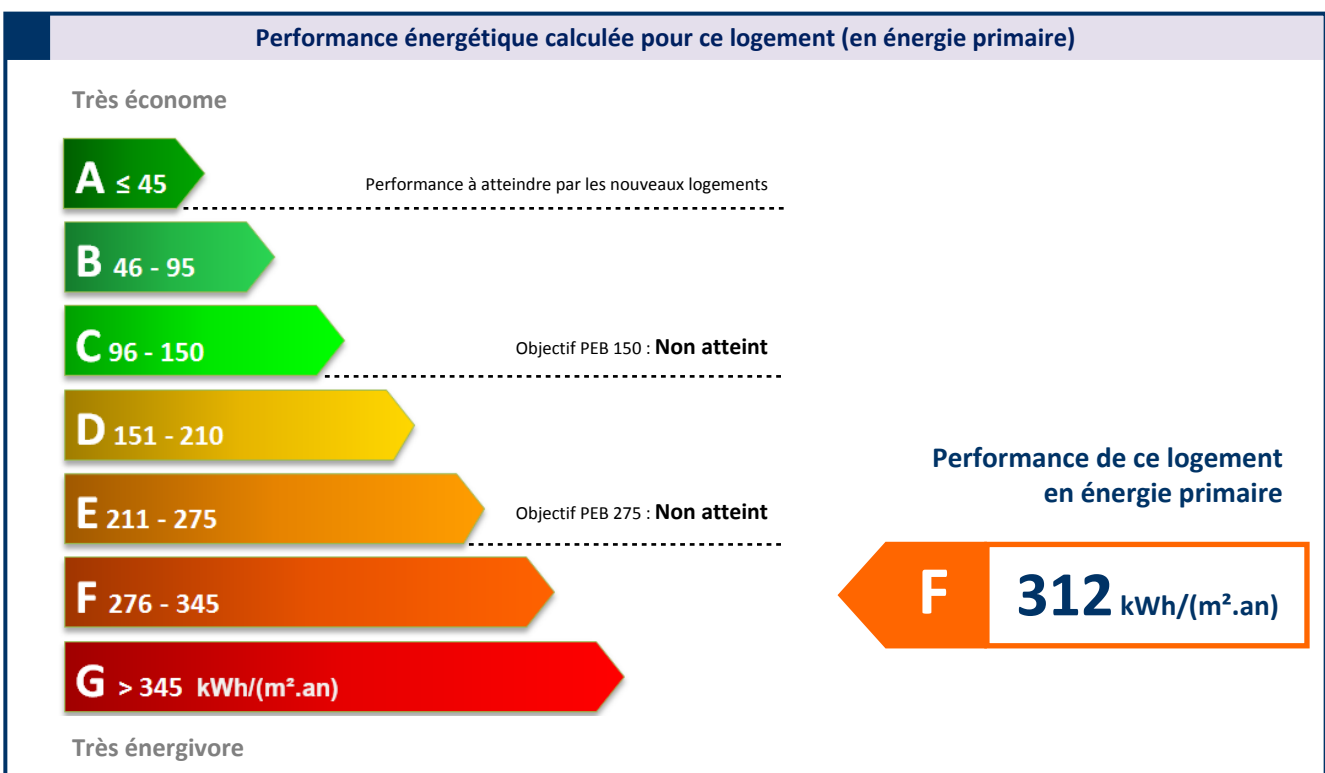 Performance énergétique calculée pour ce logement (en énergie primaire)
Très économe
A ≤ 45
Performance à atteindre par les nouveaux logements
B 46 - 95
C 96 - 150
Objectif PEB 150 : Non atteint
D 151 - 210
E 211 - 275
Objectif PEB 275 : Non atteint
F 276 - 345
G > 345 kWh/(m².an)
Très énergivore
Performance de ce logement
en énergie primaire
F 312 kWh/(m².an)